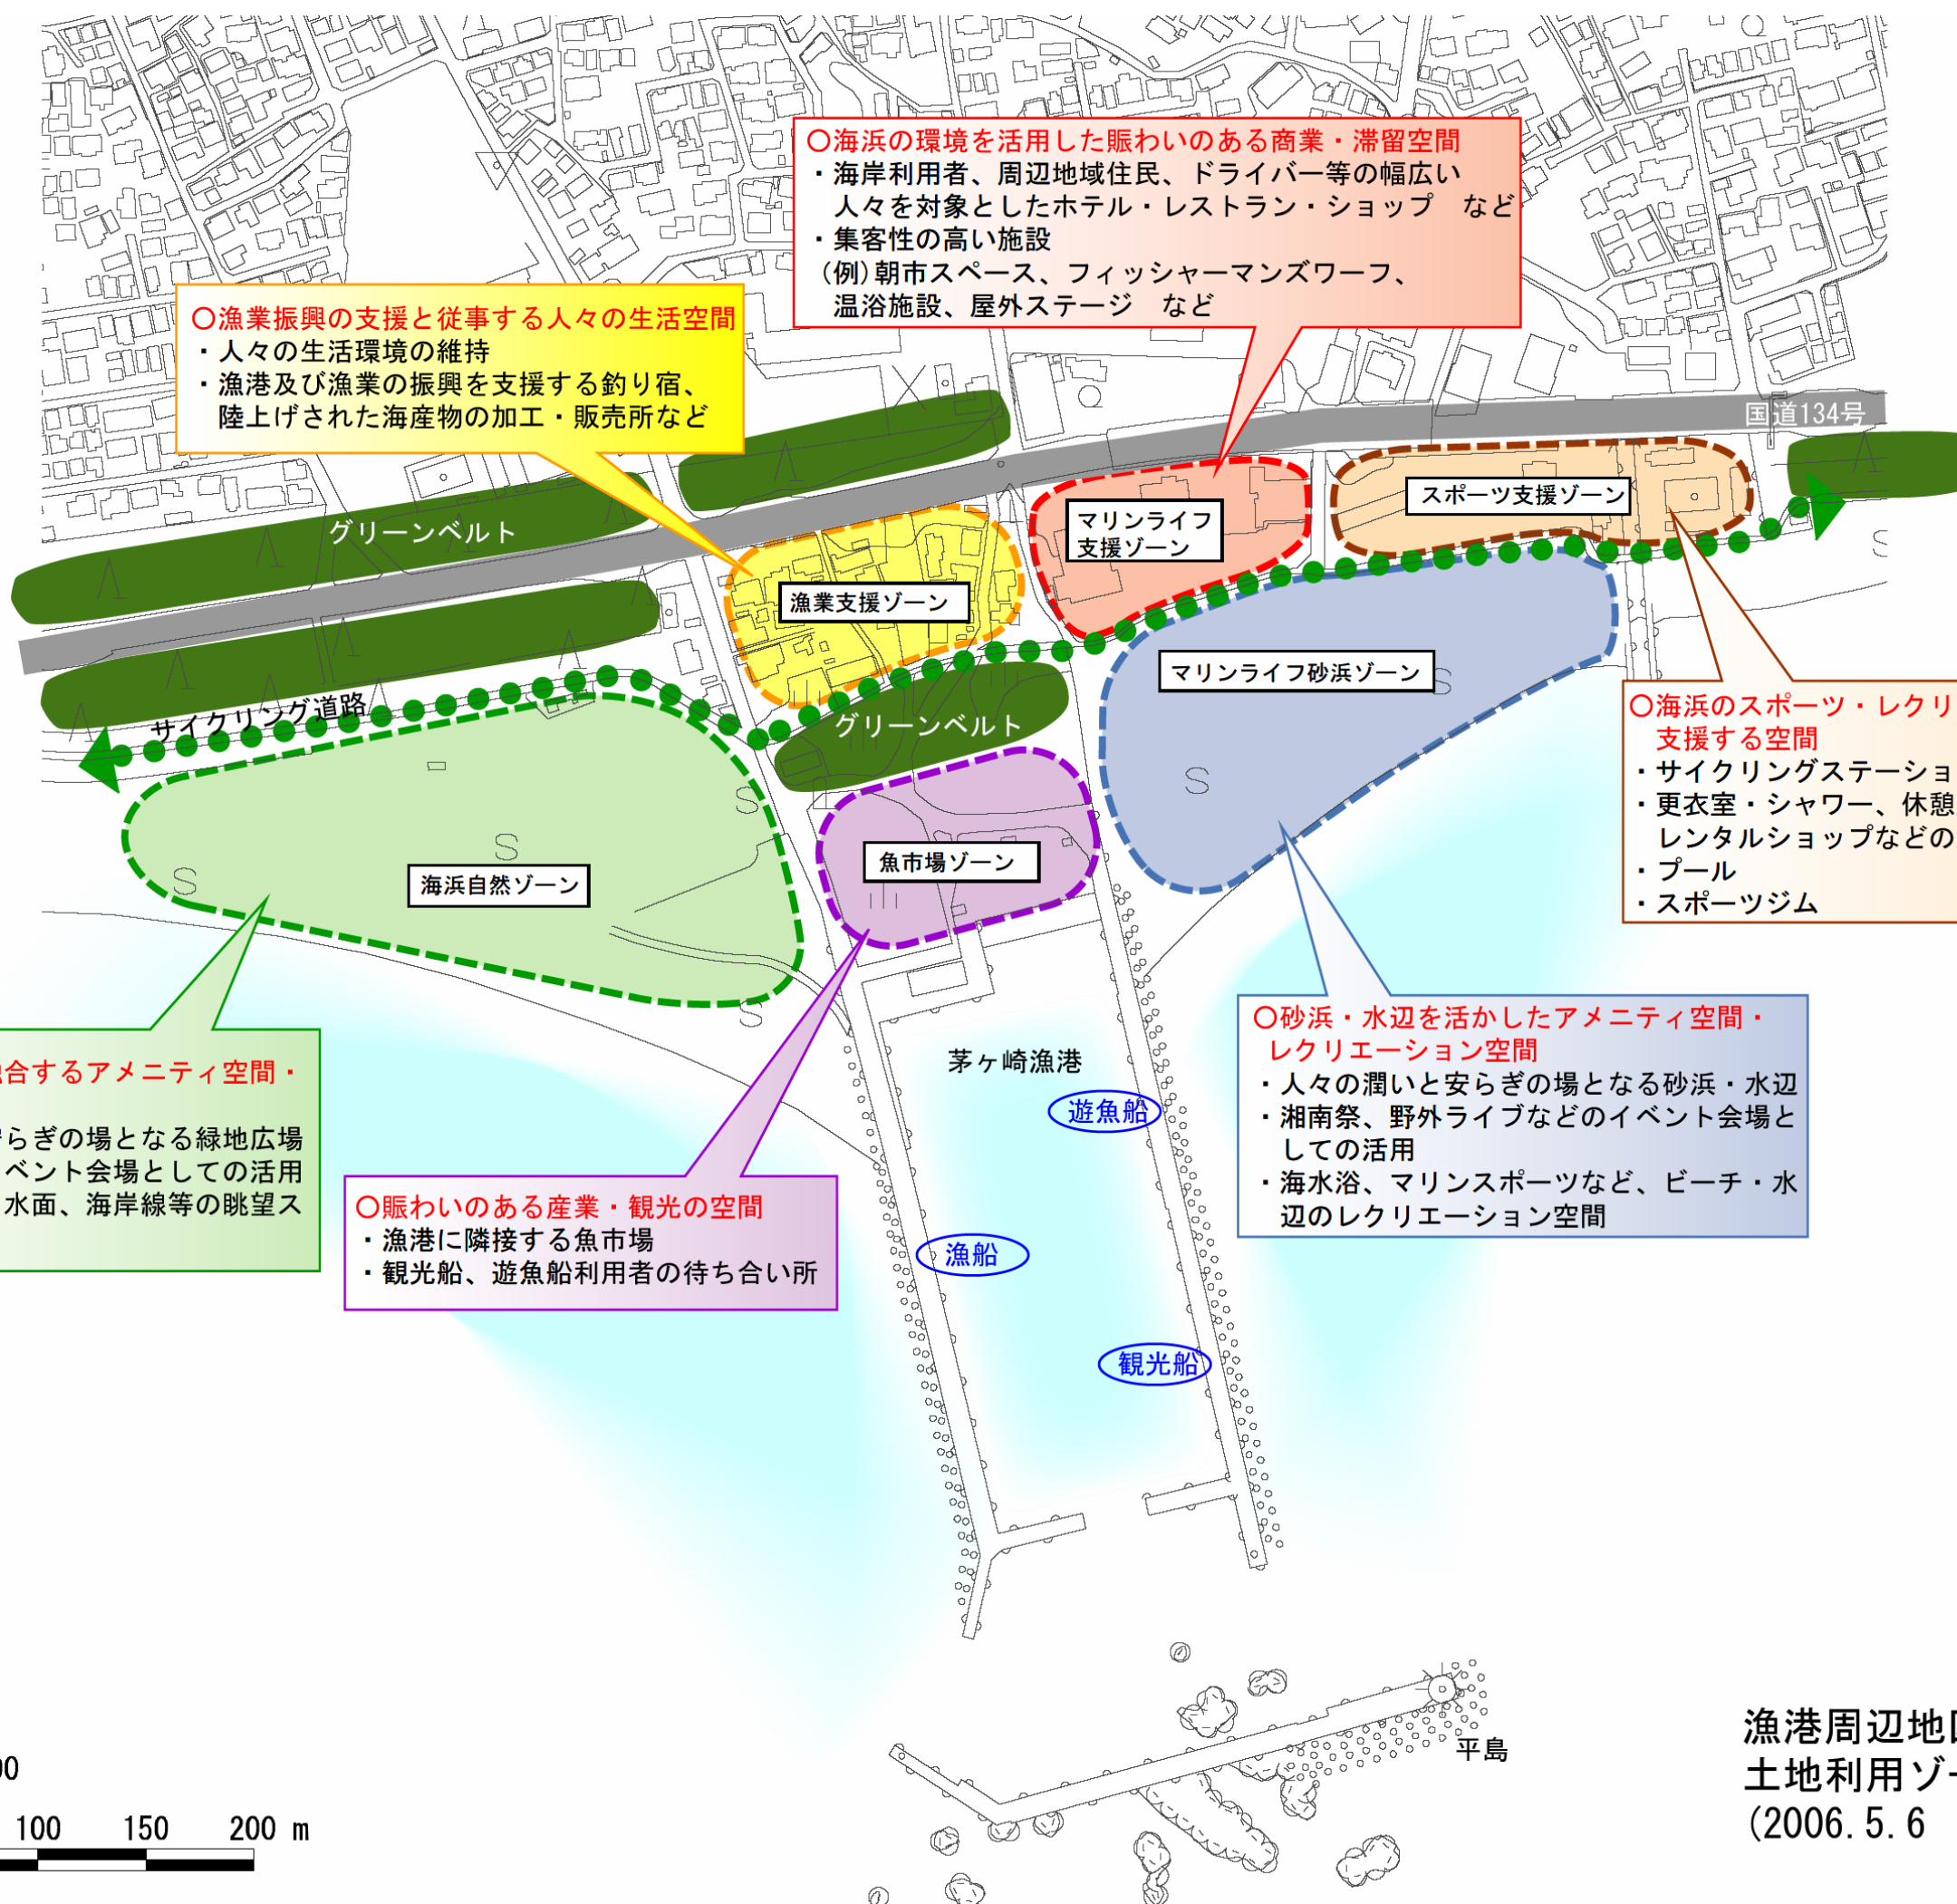 〇海浜の環境を活用した賑わいのある商業・滞留空間
・海岸利用者、周辺地域住民、ドライバー等の幅広い
人々を対象としたホテル・レストラン・ショップ　など
・集客性の高い施設
(例)朝市スペース、フィッシャーマンズワーフ、
温浴施設、屋外ステージ　など
〇漁業振興の支援と従事する人々の生活空間
・人々の生活環境の維持
・漁港及び漁業の振興を支援する釣り宿、
陸上げされた海産物の加工・販売所など
国道134号
グリーンベルト
マリンライフ
支援ゾーン
スポーツ支援ゾーン
漁業支援ゾーン
マリンライフ砂浜ゾーン
サイクリング道路
グリーンベルト
〇海浜のスポーツ・レクリ
支援する空間
・サイクリングステーショ
・更衣室・シャワー、休憩
レンタルショップなどの
・プール
・スポーツジム
魚市場ゾーン
海浜自然ゾーン
合するアメニティ空間・
らぎの場となる緑地広場
ベント会場としての活用
水面、海岸線等の眺望ス
〇賑わいのある産業・観光の空間
・漁港に隣接する魚市場
・観光船、遊魚船利用者の待ち合い所
〇砂浜・水辺を活かしたアメニティ空間・
レクリエーション空間
・人々の潤いと安らぎの場となる砂浜・水辺
・湘南祭、野外ライブなどのイベント会場と
しての活用
・海水浴、マリンスポーツなど、ビーチ・水
辺のレクリエーション空間
茅ヶ崎漁港
遊魚船
漁船
観光船
平島
漁港周辺地区
土地利用ゾー
(2006.5.6
00
100 150 200 m